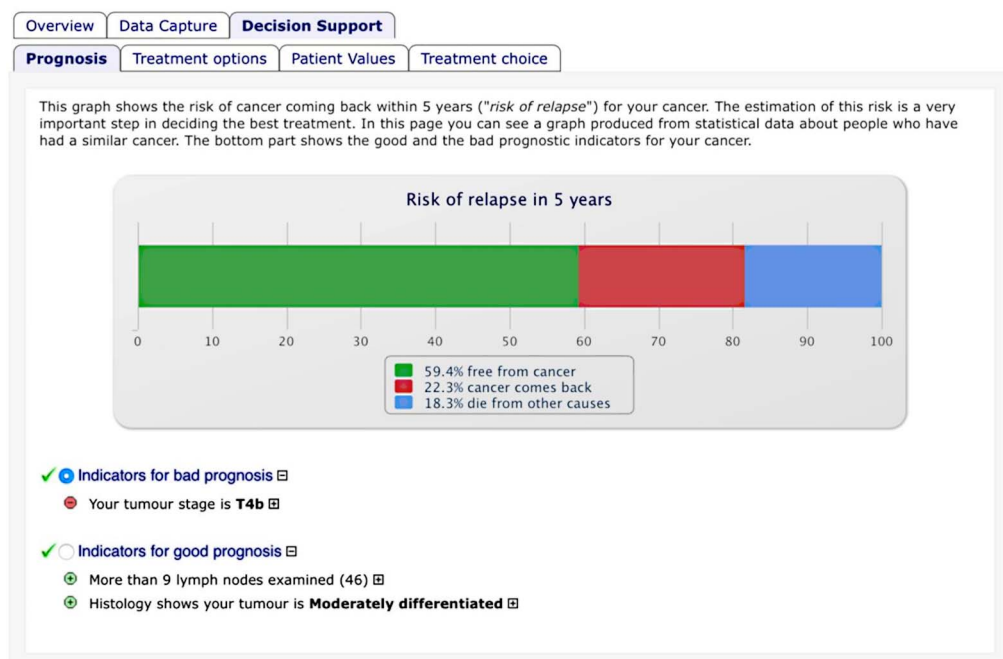 Overview Data Capture Decision Support
Prognosis Treatment options Patient Values Treatment choice
This graph shows the risk of cancer coming back within 5 years ("risk of relapse") for your cancer. The estimation of this risk is a very
important step in deciding the best treatment. In this page you can see a graph produced from statistical data about people who have
had a similar cancer. The bottom part shows the good and the bad prognostic indicators for your cancer.
Risk of relapse in 5 years
0 10 20 30 40 50 60 70 80 90 100
59.4% free from cancer
22.3% cancer comes back
18.3% die from other causes
Indicators for bad prognosis
Your tumour stage is T4b
Indicators for good prognosis
More than 9 lymph nodes examined (46)
Histology shows your tumour is Moderately differentiated